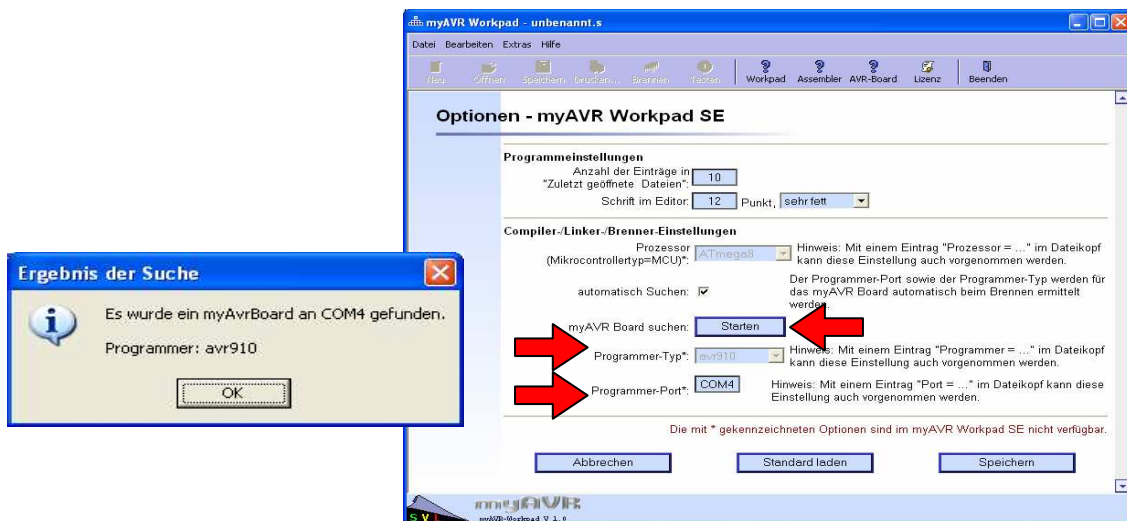 myAVR Workpad - unbenannt.s
Datei Bearbeiten Extras Hilfe
Neu Öffnen Speichern Drucken... Brennen Testen Workpad Assembler AVR-Board Lizenz Beenden
Optionen - myAVR Workpad SE
Programmeinstellungen
Anzahl der Einträge in
"Zuletzt geöffnete Dateien": 10
Schrift im Editor: 12 Punkt, sehr fett
Compiler-/Linker-/Brenner-Einstellungen
Prozessor
(Mikrocontrollertyp=MCU)*: ATmega8
Hinweis: Mit einem Eintrag "Prozessor = ..." im Dateikopf
kann diese Einstellung auch vorgenommen werden.
automatisch Suchen:
Der Programmer-Port sowie der Programmer-Typ werden für
das myAVR Board automatisch beim Brennen ermittelt
werden.
myAVR Board suchen: Starten
Programmer-Typ*: avr910
Hinweis: Mit einem Eintrag "Programmer = ..." im Dateikopf
kann diese Einstellung auch vorgenommen werden.
Programmer-Port*: COM4
Hinweis: Mit einem Eintrag "Port = ..." im Dateikopf kann diese
Einstellung auch vorgenommen werden.
Die mit * gekennzeichneten Optionen sind im myAVR Workpad SE nicht verfügbar.
Abbrechen Standard laden Speichern
myAVR
myAVR-Workpad V 1.0
S V I
Ergebnis der Suche
Es wurde ein myAvrBoard an COM4 gefunden.
Programmer: avr910
OK